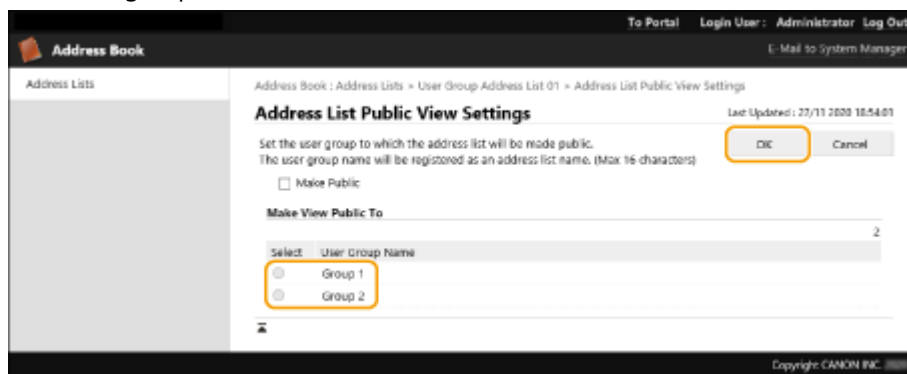 To Portal Login User : Administrator Log Out
Address Book
E-Mail to System Manager
Address Lists
Address Book : Address Lists > User Group Address List 01 > Address List Public View Settings
Address List Public View Settings
Last Updated : 27/11 2020 18:54:01
Set the user group to which the address list will be made public.
The user group name will be registered as an address list name. (Max 16 characters)
OK Cancel
Make Public
Make View Public To
2
Select User Group Name
Group 1
Group 2
Copyright CANON INC.